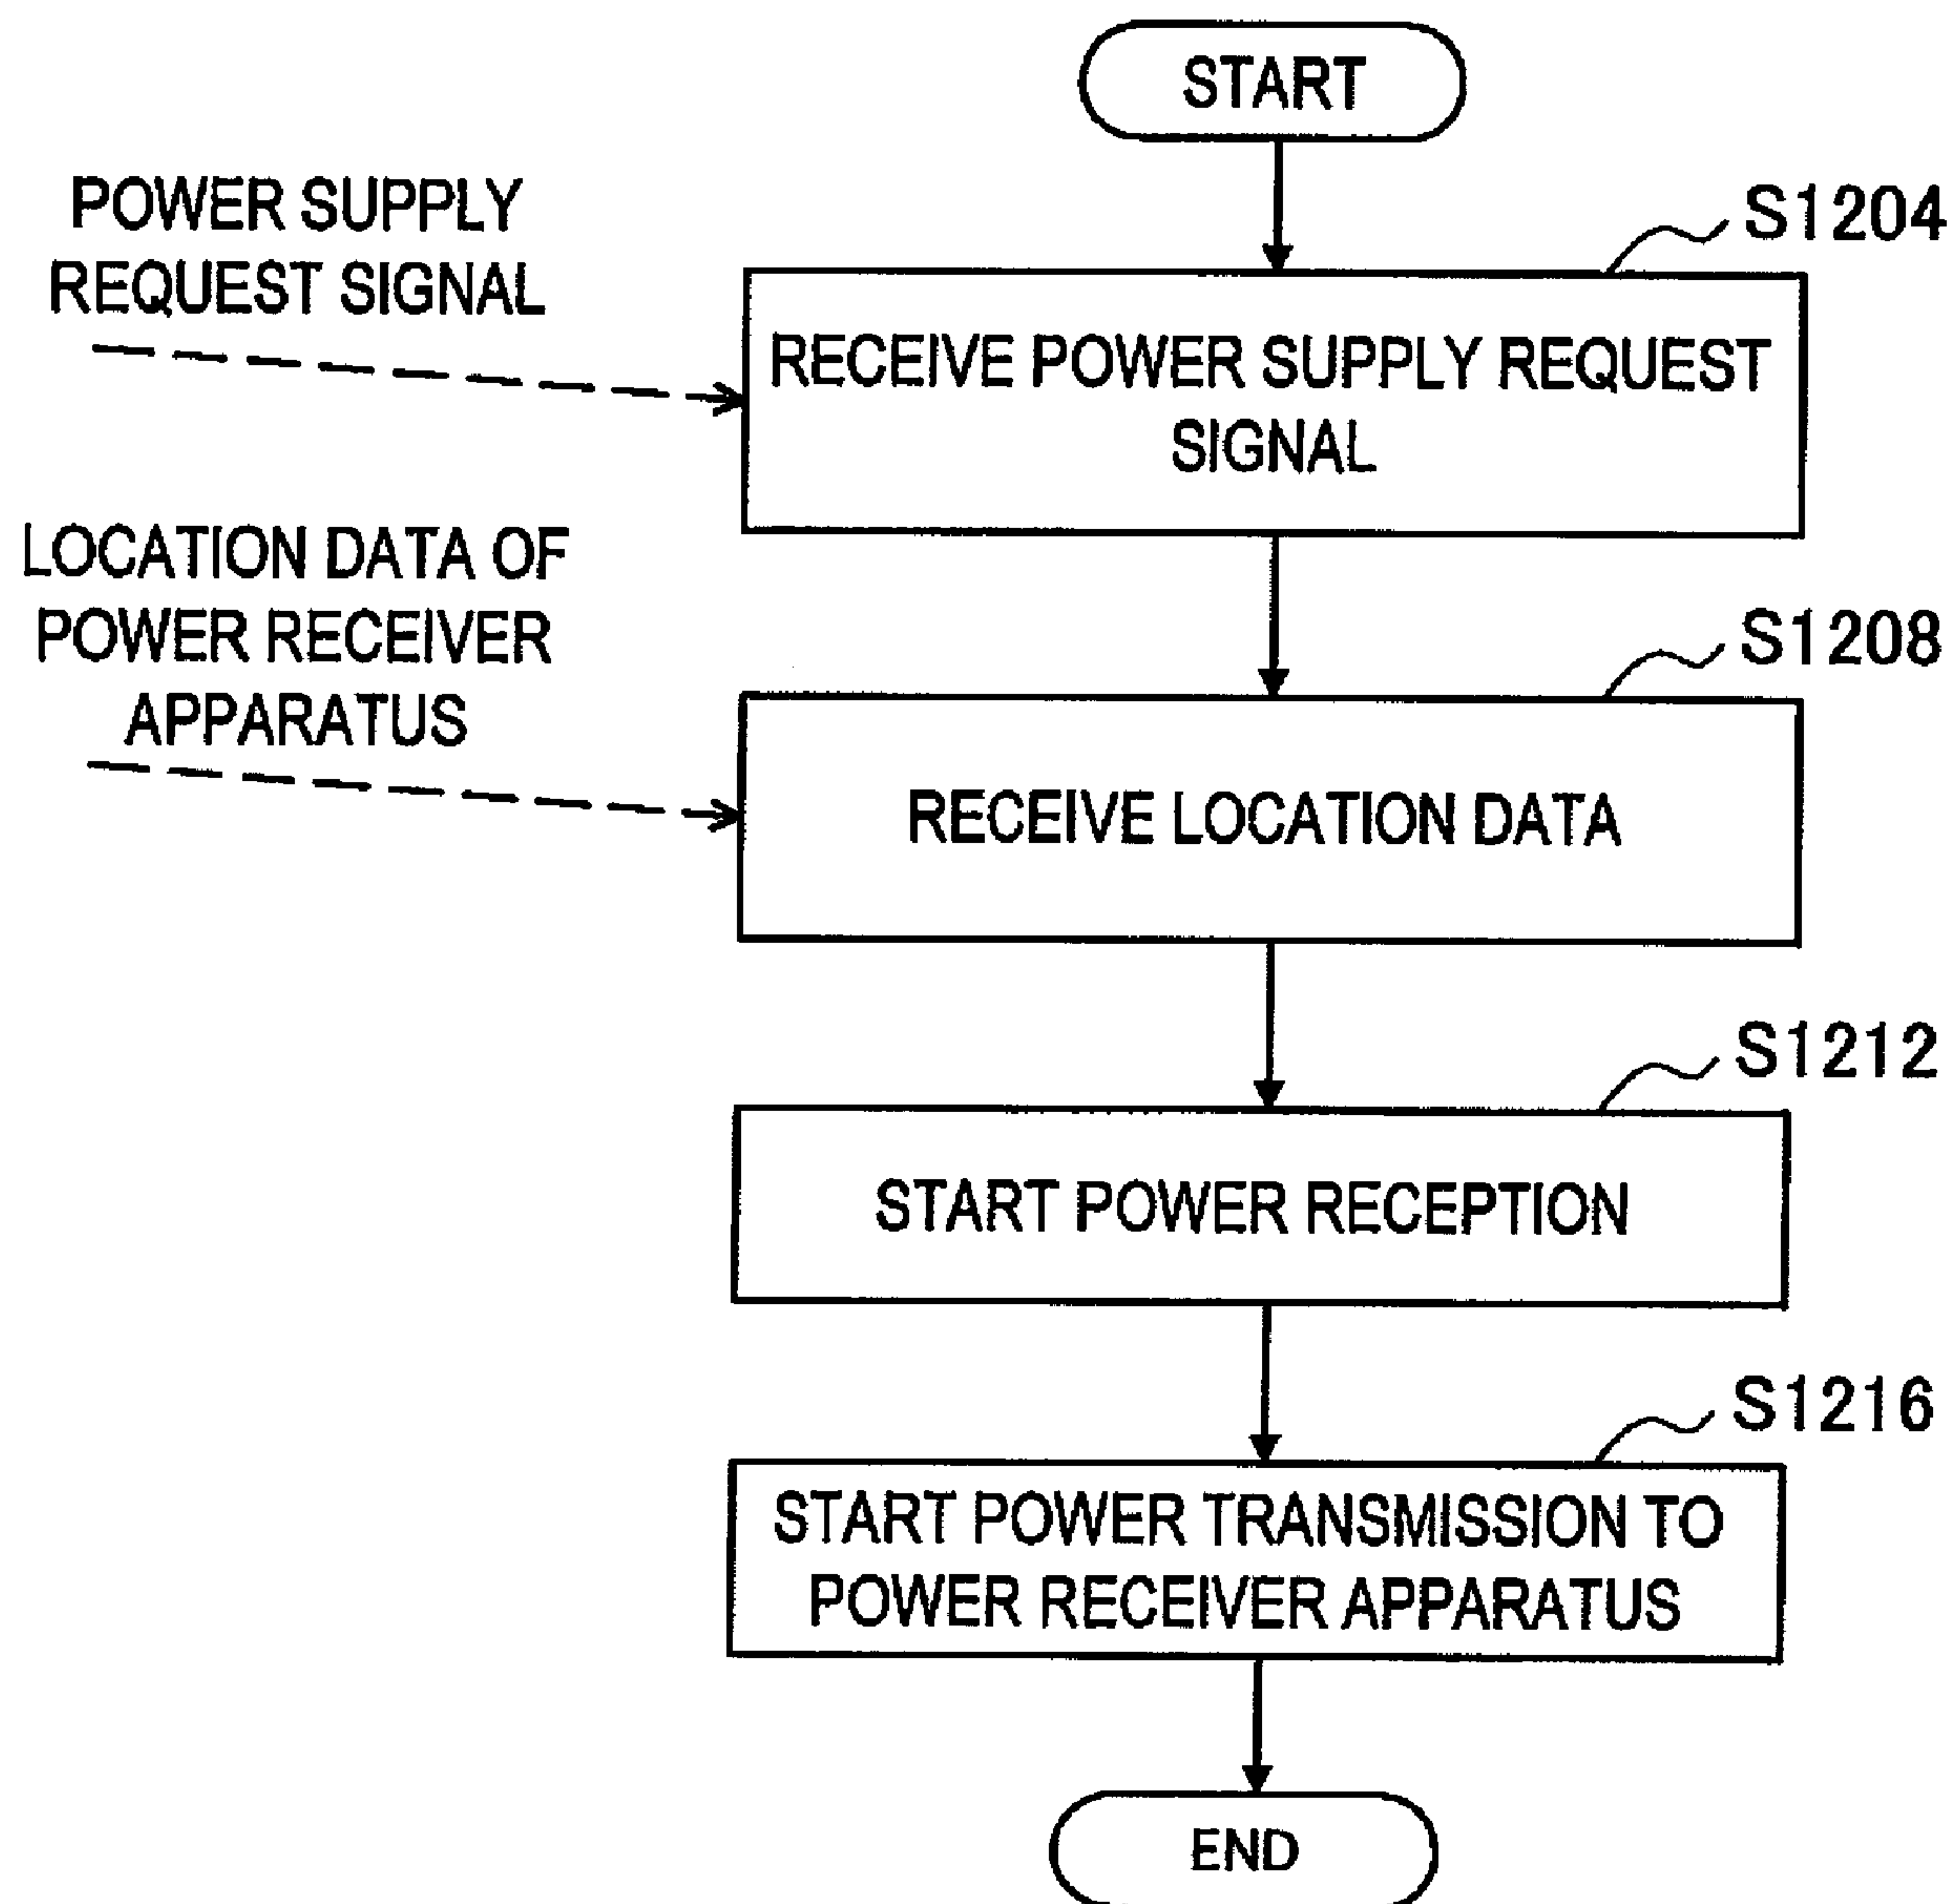 START
POWER SUPPLY
REQUEST SIGNAL
S1204
RECEIVE POWER SUPPLY REQUEST
SIGNAL
LOCATION DATA OF
POWER RECEIVER
APPARATUS
S1208
RECEIVE LOCATION DATA
S1212
START POWER RECEPTION
S1216
START POWER TRANSMISSION TO
POWER RECEIVER APPARATUS
END